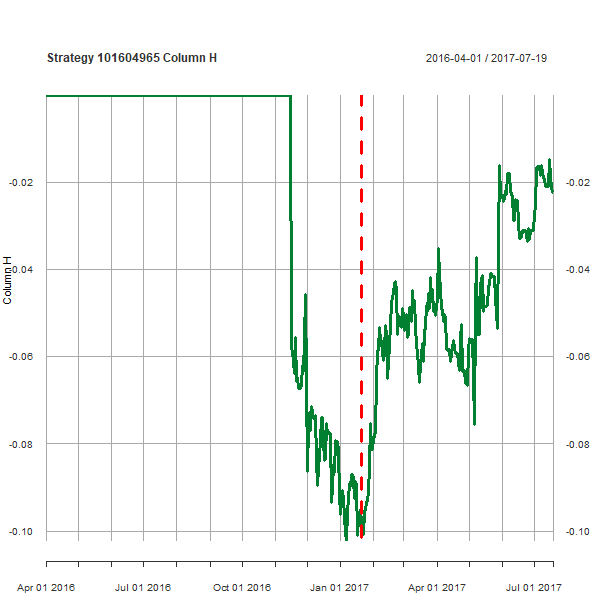 Strategy 101604965 Column H
2016-04-01 / 2017-07-19
Column H
-0.02
-0.04
-0.06
-0.08
-0.10
-0.02
-0.04
-0.06
-0.08
-0.10
Apr 01 2016
Jul 01 2016
Oct 01 2016
Jan 01 2017
Apr 01 2017
Jul 01 2017